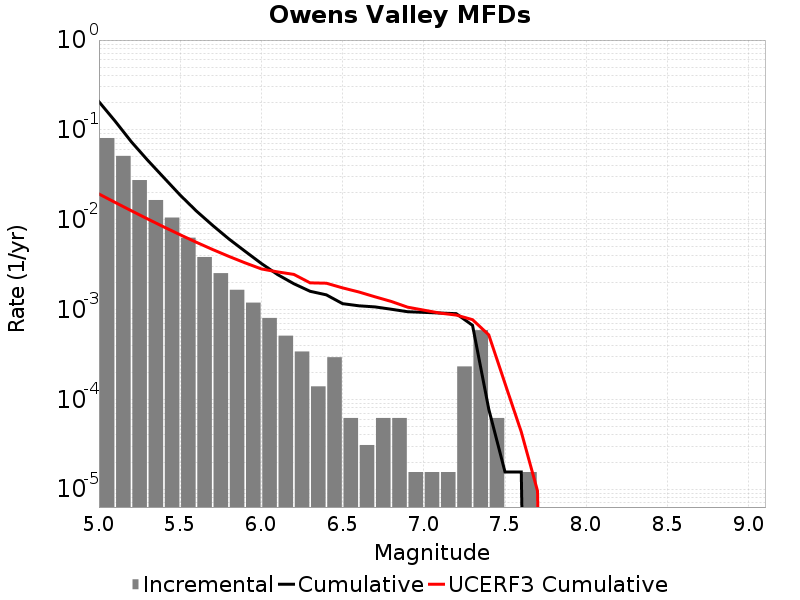 Owens Valley MFDs
10^0
10^-1
10^-2
10^-3
10^-4
10^-5
Rate (1/yr)
5.0 5.5 6.0 6.5 7.0 7.5 8.0 8.5 9.0
Magnitude
Incremental Cumulative UCERF3 Cumulative